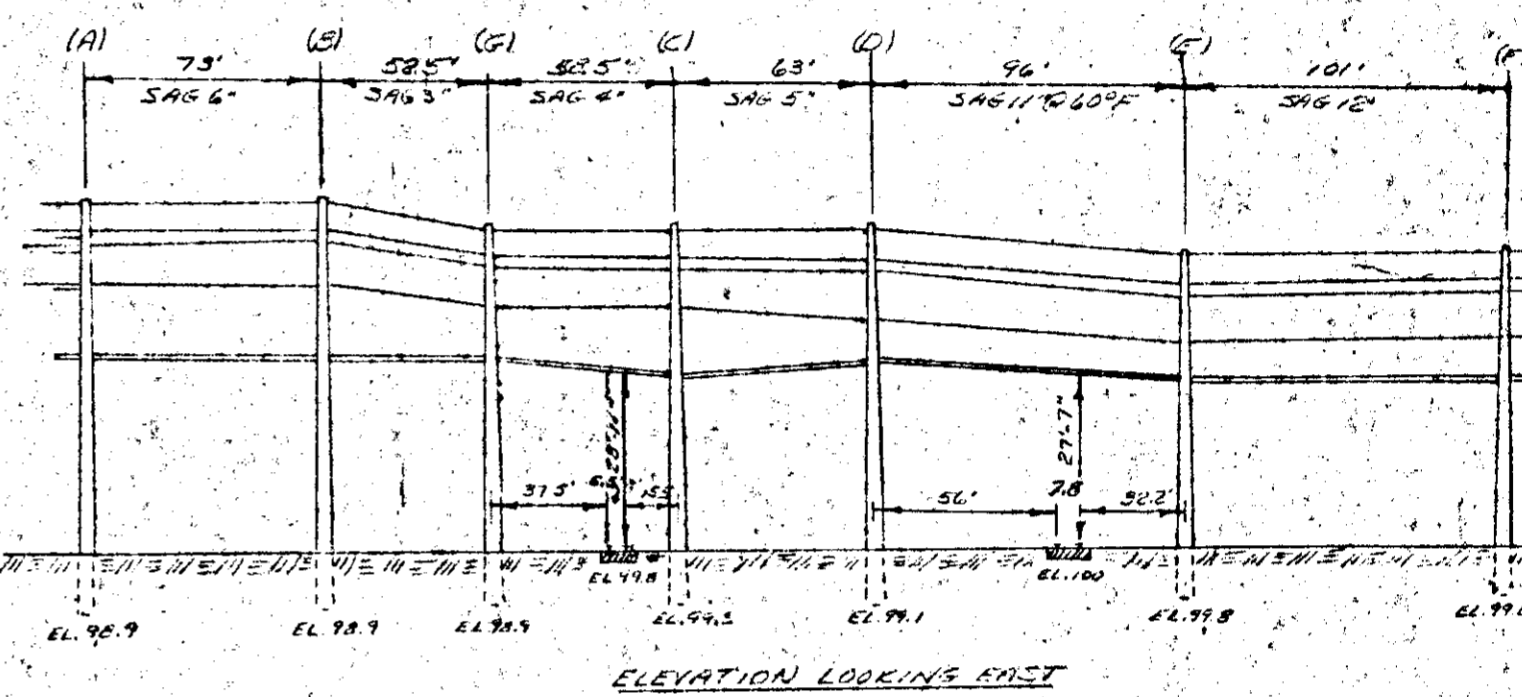 (A) (B) (G) (C) (D) (E) (F
73' 58.5' 58.5' 63' 96' 101'
SAG 6" SAG 3" SAG 4" SAG 5" SAG 11" @ 60°F SAG 12"
27'-7"
37.5' 15.5 56' 7.8 32.2'
EL. 99.8 EL. 100
EL. 98.9 EL. 98.9 EL. 98.9 EL. 99.1 EL. 99.8
ELEVATION LOOKING EAST